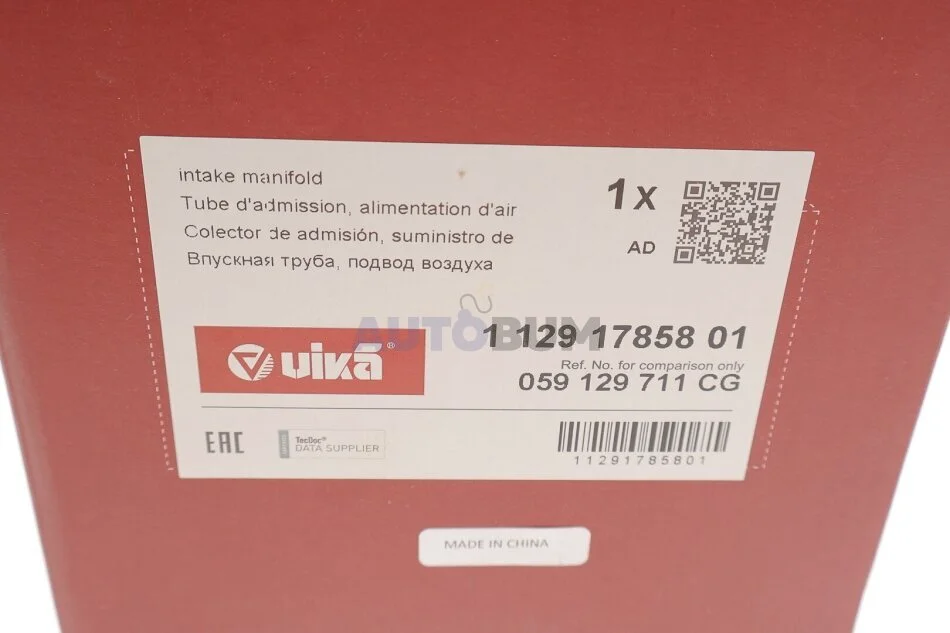 intake manifold
Tube d'admission, alimentation d'air
Colector de admisión, suministro de
Впускная труба, подвод воздуха
1 x
AD
AUTOBUM
1 129 17858 01
Ref. No. for comparison only
059 129 711 CG
vika®
EAC
TecDoc®
DATA SUPPLIER
11291785801
MADE IN CHINA